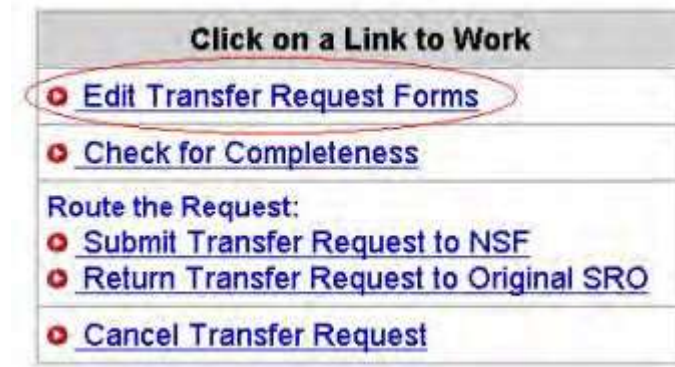 Click on a Link to Work
Edit Transfer Request Forms
Check for Completeness
Route the Request:
Submit Transfer Request to NSF
Return Transfer Request to Original SRO
Cancel Transfer Request